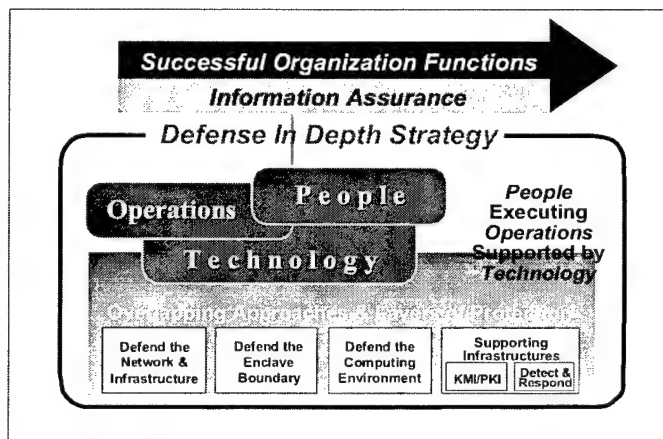 Successful Organization Functions
Information Assurance
Defense In Depth Strategy
Operations
People
Technology
People
Executing
Operations
Supported by
Technology
Overlapping Approaches & Layers of Protection
Defend the
Network &
Infrastructure
Defend the
Enclave
Boundary
Defend the
Computing
Environment
Supporting
Infrastructures
KMI/PKI
Detect &
Respond